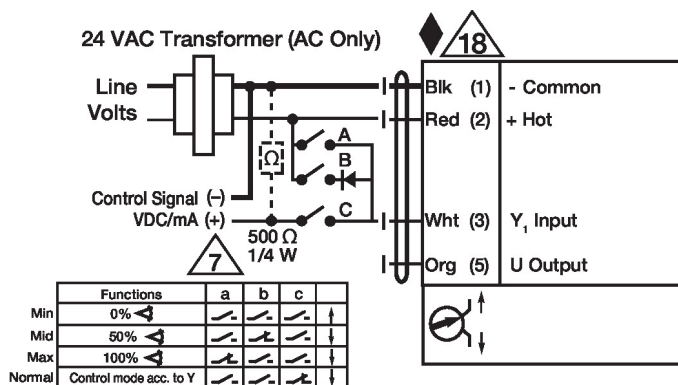 24 VAC Transformer (AC Only)
18
Line
Volts
Blk (1) - Common
Red (2) + Hot
A
B
Ω
C
Control Signal (−)
VDC/mA (+)
Wht (3) Y₁ Input
500 Ω
1/4 W
7
Org (5) U Output
Functions a b c
Min 0%
Mid 50%
Max 100%
Normal Control mode acc. to Y